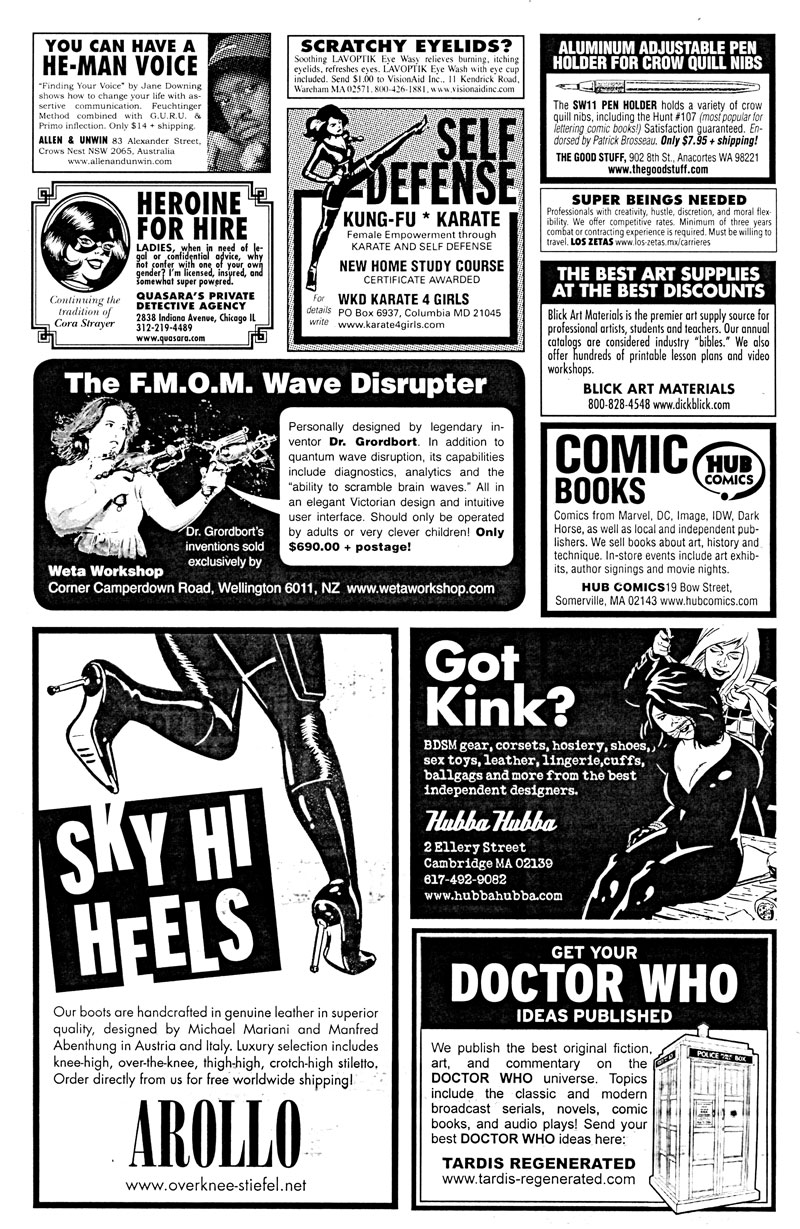 YOU CAN HAVE A
HE-MAN VOICE
"Finding Your Voice" by Jane Downing
shows how to change your life with as-
sertive communication. Feuchtinger
Method combined with G.U.R.U. &
Primo inflection. Only $14 + shipping.
ALLEN & UNWIN 83 Alexander Street,
Crows Nest NSW 2065, Australia
www.allenandunwin.com
SCRATCHY EYELIDS?
Soothing LAVOPTIK Eye Wasy relieves burning, itching
eyelids, refreshes eyes. LAVOPTIK Eye Wash with eye cup
included. Send $1.00 to VisionAid Inc., 11 Kendrick Road,
Wareham MA 02571, 800-426-1881, www.visionaidinc.com
ALUMINUM ADJUSTABLE PEN
HOLDER FOR CROW QUILL NIBS
The SW11 PEN HOLDER holds a variety of crow
quill nibs, including the Hunt #107 (most popular for
lettering comic books!) Satisfaction guaranteed. En-
dorsed by Patrick Brosseau. Only $7.95 + shipping!
THE GOOD STUFF, 902 8th St., Anacortes WA 98221
www.thegoodstuff.com
HEROINE
FOR HIRE
LADIES, when in need of le-
gal or confidential advice, why
not confer with one of your own
gender? I'm licensed, insured, and
somewhat super powered.
QUASARA'S PRIVATE
DETECTIVE AGENCY
2838 Indiana Avenue, Chicago IL
312-219-4489
www.quasara.com
Continuing the
tradition of
Cora Strayer
SELF
DEFENSE
KUNG-FU * KARATE
Female Empowerment through
KARATE AND SELF DEFENSE
NEW HOME STUDY COURSE
CERTIFICATE AWARDED
For
details
write
WKD KARATE 4 GIRLS
PO Box 6937, Columbia MD 21045
www.karate4girls.com
SUPER BEINGS NEEDED
Professionals with creativity, hustle, discretion, and moral flex-
ibility. We offer competitive rates. Minimum of three years
combat or contracting experience is required. Must be willing to
travel. LOS ZETAS www.los-zetas.mx/carrieres
THE BEST ART SUPPLIES
AT THE BEST DISCOUNTS
Blick Art Materials is the premier art supply source for
professional artists, students and teachers. Our annual
catalogs are considered industry "bibles." We also
offer hundreds of printable lesson plans and video
workshops.
BLICK ART MATERIALS
800-828-4548 www.dickblick.com
The F.M.O.M. Wave Disrupter
Personally designed by legendary in-
ventor Dr. Grordbort. In addition to
quantum wave disruption, its capabilities
include diagnostics, analytics and the
"ability to scramble brain waves." All in
an elegant Victorian design and intuitive
user interface. Should only be operated
by adults or very clever children! Only
$690.00 + postage!
Dr. Grordbort's
inventions sold
exclusively by
Weta Workshop
Corner Camperdown Road, Wellington 6011, NZ www.wetaworkshop.com
COMIC
BOOKS
HUB
COMICS
Comics from Marvel, DC, Image, IDW, Dark
Horse, as well as local and independent pub-
lishers. We sell books about art, history and
technique. In-store events include art exhib-
its, author signings and movie nights.
HUB COMICS19 Bow Street,
Somerville, MA 02143 www.hubcomics.com
SKY HI
HEELS
Our boots are handcrafted in genuine leather in superior
quality, designed by Michael Mariani and Manfred
Abenthung in Austria and Italy. Luxury selection includes
knee-high, over-the-knee, thigh-high, crotch-high stiletto.
Order directly from us for free worldwide shipping!
AROLLO
www.overknee-stiefel.net
Got
Kink?
BDSM gear, corsets, hosiery, shoes,
sex toys, leather, lingerie,cuffs,
ballgags and more from the best
independent designers.
Hubba Hubba
2 Ellery Street
Cambridge MA 02139
617-492-9082
www.hubbahubba.com
GET YOUR
DOCTOR WHO
IDEAS PUBLISHED
We publish the best original fiction,
art, and commentary on the
DOCTOR WHO universe. Topics
include the classic and modern
broadcast serials, novels, comic
books, and audio plays! Send your
best DOCTOR WHO ideas here:
TARDIS REGENERATED
www.tardis-regenerated.com
POLICE BOX